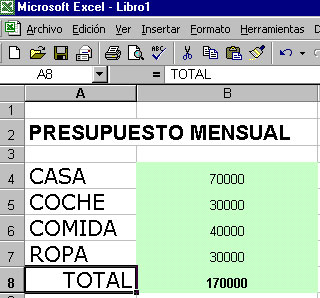 Microsoft Excel - Libro1
Archivo Edición Ver Insertar Formato Herramientas
ABC
A8 = TOTAL
A B
1
2 PRESUPUESTO MENSUAL
3
4 CASA 70000
5 COCHE 30000
6 COMIDA 40000
7 ROPA 30000
8 TOTAL 170000